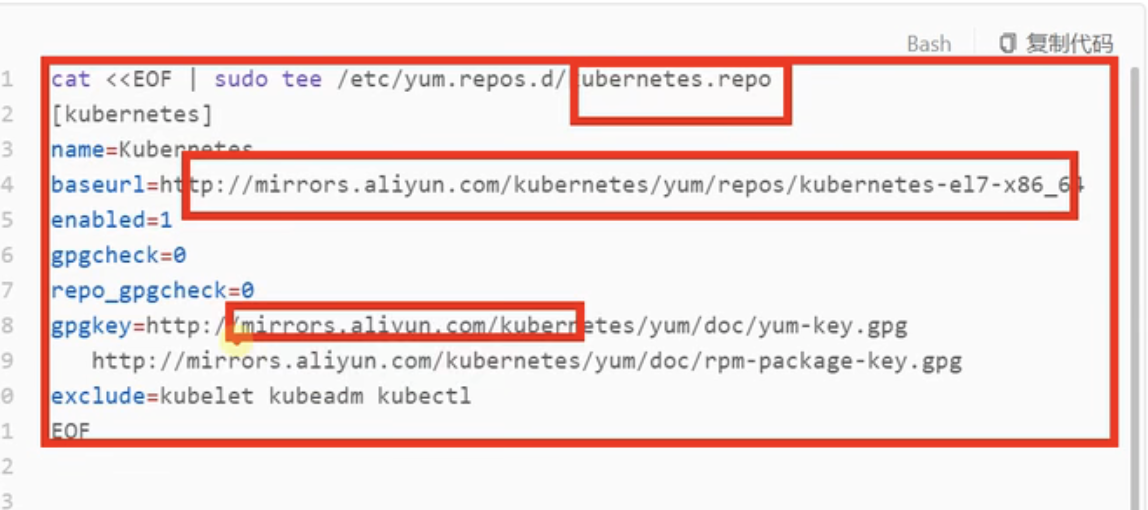 Bash 复制代码
1 cat <<EOF | sudo tee /etc/yum.repos.d/kubernetes.repo
2 [kubernetes]
3 name=Kubernetes
4 baseurl=http://mirrors.aliyun.com/kubernetes/yum/repos/kubernetes-el7-x86_64
5 enabled=1
6 gpgcheck=0
7 repo_gpgcheck=0
8 gpgkey=http://mirrors.aliyun.com/kubernetes/yum/doc/yum-key.gpg
9 http://mirrors.aliyun.com/kubernetes/yum/doc/rpm-package-key.gpg
0 exclude=kubelet kubeadm kubectl
1 EOF
2
3